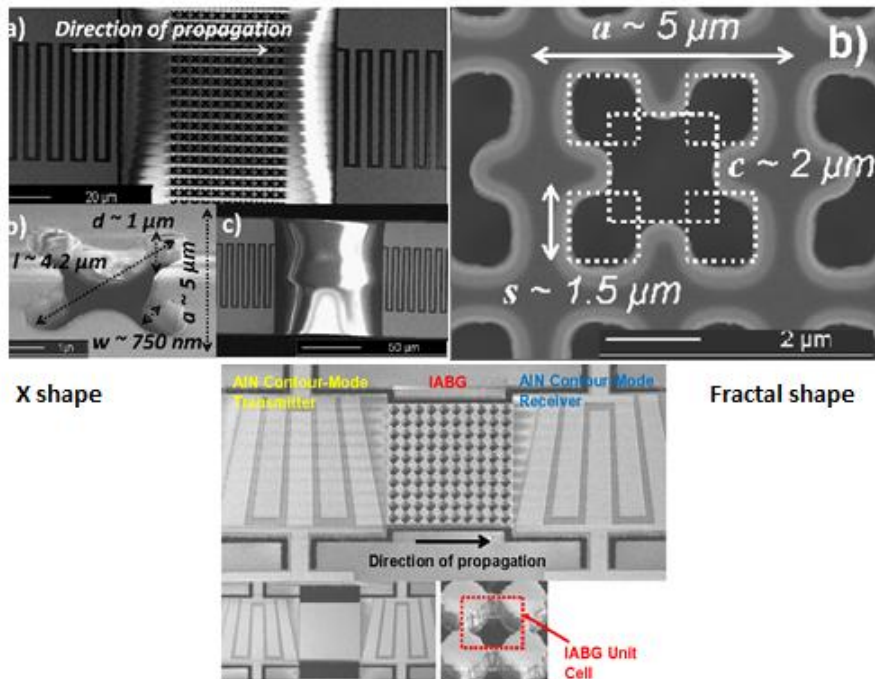 a)
Direction of propagation
20 µm
b)
d ~ 1 µm
l ~ 4.2 µm
a ~ 5 µm
w ~ 750 nm
1µm
c)
50 µm
a ~ 5 µm
b)
c ~ 2 µm
s ~ 1.5 µm
2 µm
X shape
Fractal shape
AlN Contour-Mode
Transmitter
IABG
AlN Contour-Mode
Receiver
Direction of propagation
IABG Unit
Cell